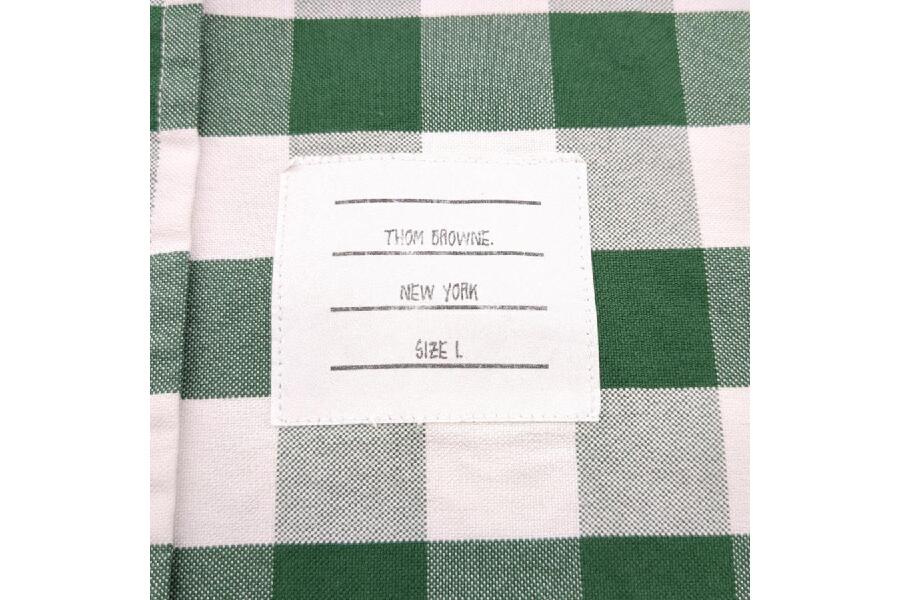 THOM BROWNE.
NEW YORK
SIZE L